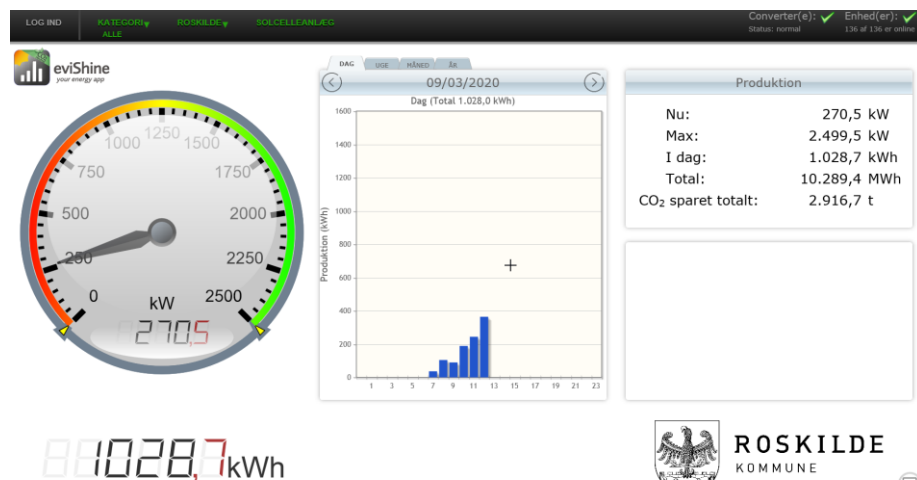 LOG IND
KATEGORI▾
ALLE
ROSKILDE▾
SOLCELLEANLÆG
Converter(e):
Status: normal
Enhed(er):
136 af 136 er online
eviShine
your energy app
0
250
500
750
1000
1250
1500
1750
2000
2250
2500
kW
270,5
1028,7kWh
DAG
UGE
MÅNED
ÅR
09/03/2020
Dag (Total 1.028,0 kWh)
Produktion (kWh)
1600
1400
1200
1000
800
600
400
200
0
1 3 5 7 9 11 13 15 17 19 21 23
Produktion
Nu: 270,5 kW
Max: 2.499,5 kW
I dag: 1.028,7 kWh
Total: 10.289,4 MWh
CO₂ sparet totalt: 2.916,7 t
ROSKILDE
KOMMUNE